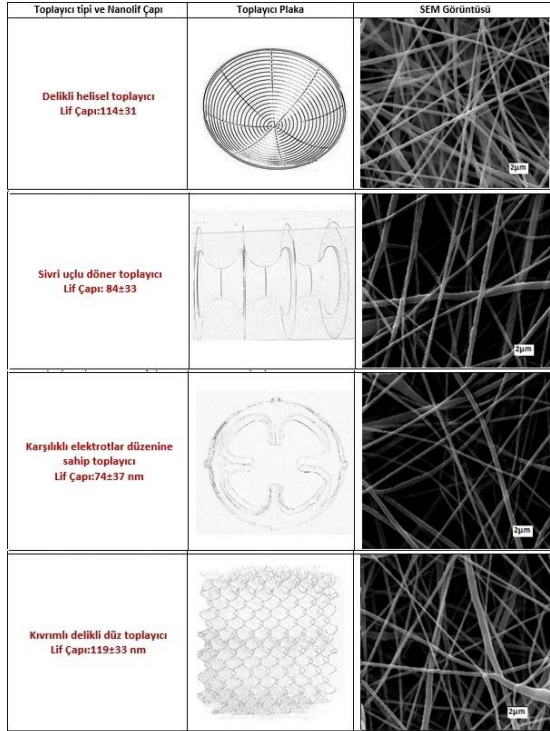 Toplayıcı tipi ve Nanolif Çapı
Toplayıcı Plaka
SEM Görüntüsü
Delikli helisel toplayıcı
Lif Çapı:114±31
2µm
Sivri uçlu döner toplayıcı
Lif Çapı: 84±33
2µm
Karşılıklı elektrotlar düzenine
sahip toplayıcı
Lif Çapı:74±37 nm
2µm
Kıvrımlı delikli düz toplayıcı
Lif Çapı:119±33 nm
2µm